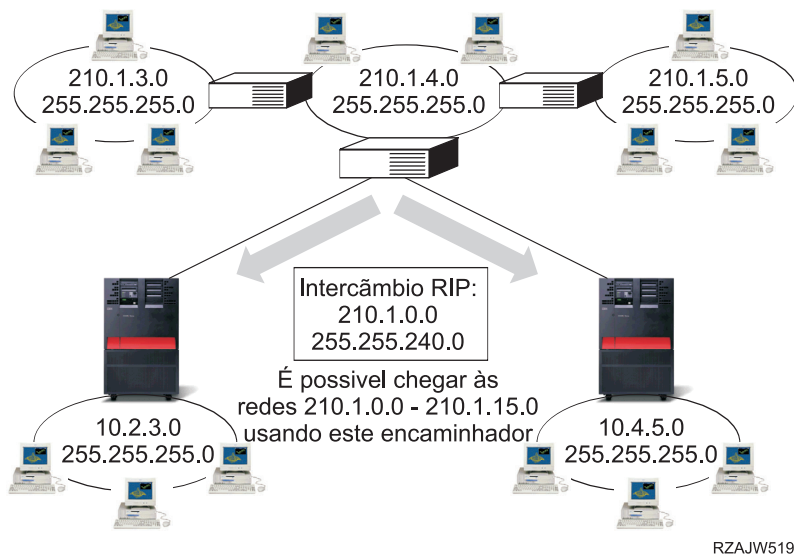 210.1.3.0
255.255.255.0
210.1.4.0
255.255.255.0
210.1.5.0
255.255.255.0
Intercãmbio RIP:
210.1.0.0
255.255.240.0
É possivel chegar às
redes 210.1.0.0 - 210.1.15.0
usando este encaminhador
10.2.3.0
255.255.255.0
10.4.5.0
255.255.255.0
RZAJW519